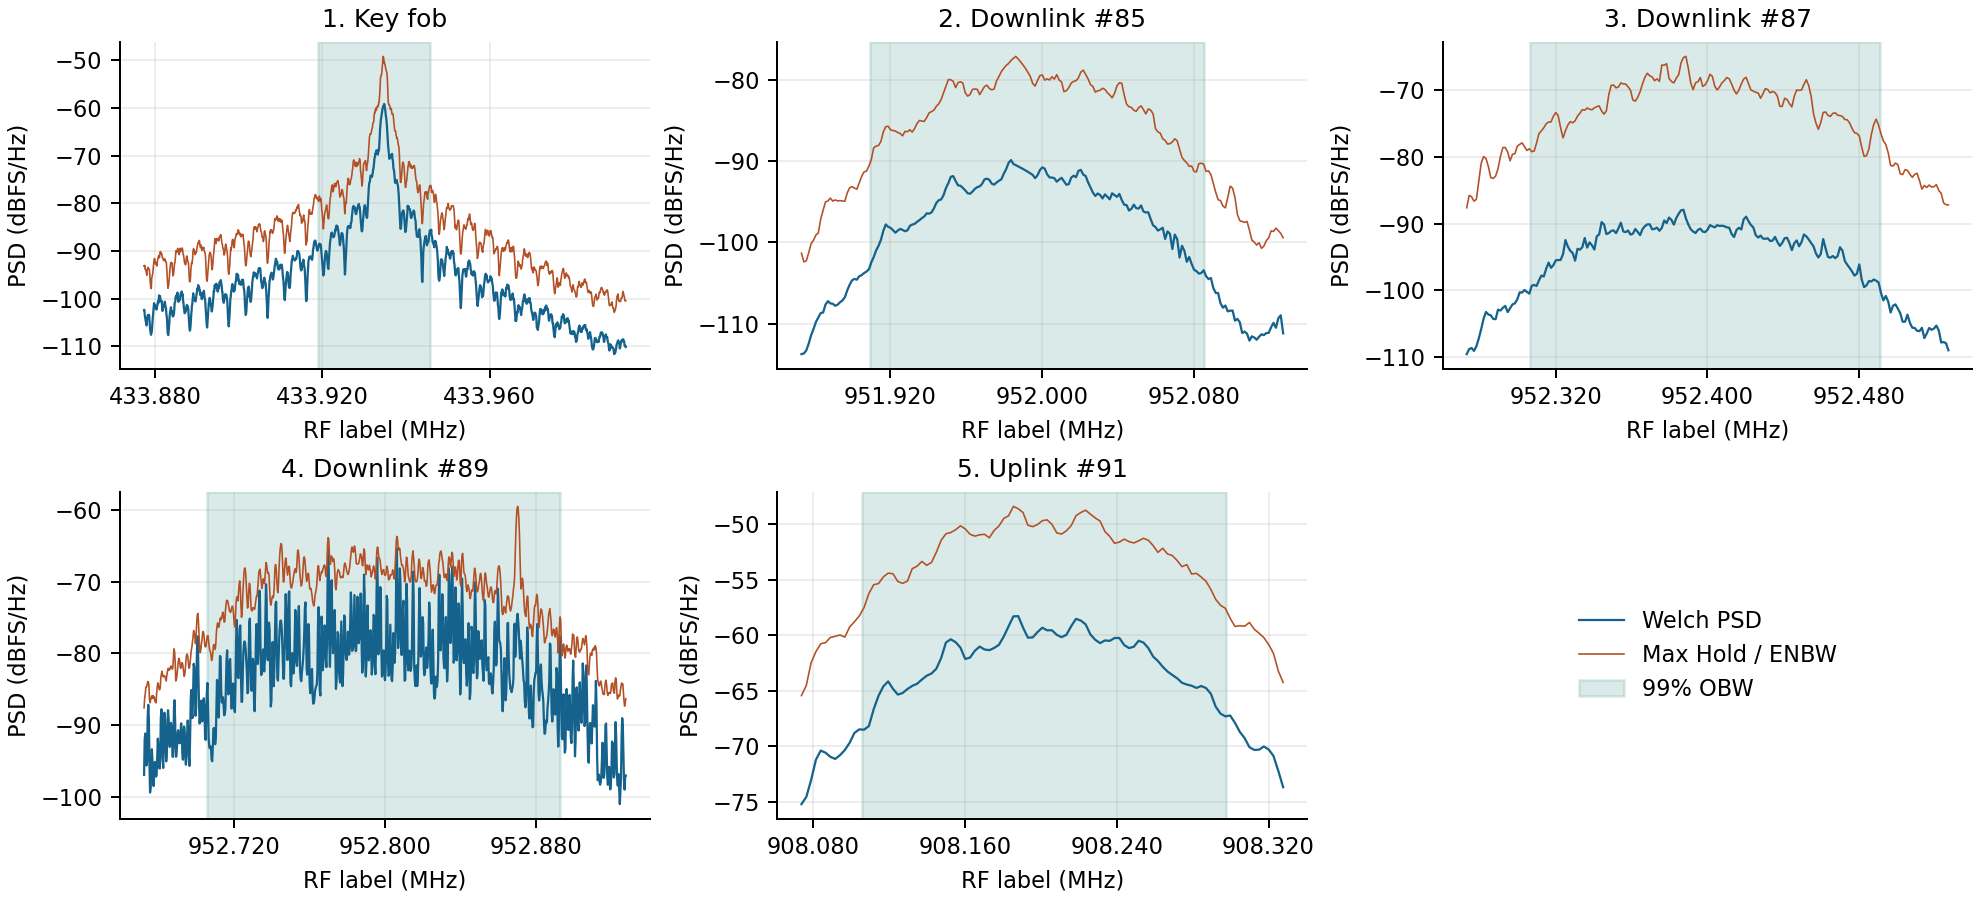 1. Key fob
PSD (dBFS/Hz)
−50
−60
−70
−80
−90
−100
−110
433.880
433.920
433.960
RF label (MHz)
2. Downlink #85
PSD (dBFS/Hz)
−80
−90
−100
−110
951.920
952.000
952.080
RF label (MHz)
3. Downlink #87
PSD (dBFS/Hz)
−70
−80
−90
−100
−110
952.320
952.400
952.480
RF label (MHz)
4. Downlink #89
PSD (dBFS/Hz)
−60
−70
−80
−90
−100
952.720
952.800
952.880
RF label (MHz)
5. Uplink #91
PSD (dBFS/Hz)
−50
−55
−60
−65
−70
−75
908.080
908.160
908.240
908.320
RF label (MHz)
Welch PSD
Max Hold / ENBW
99% OBW